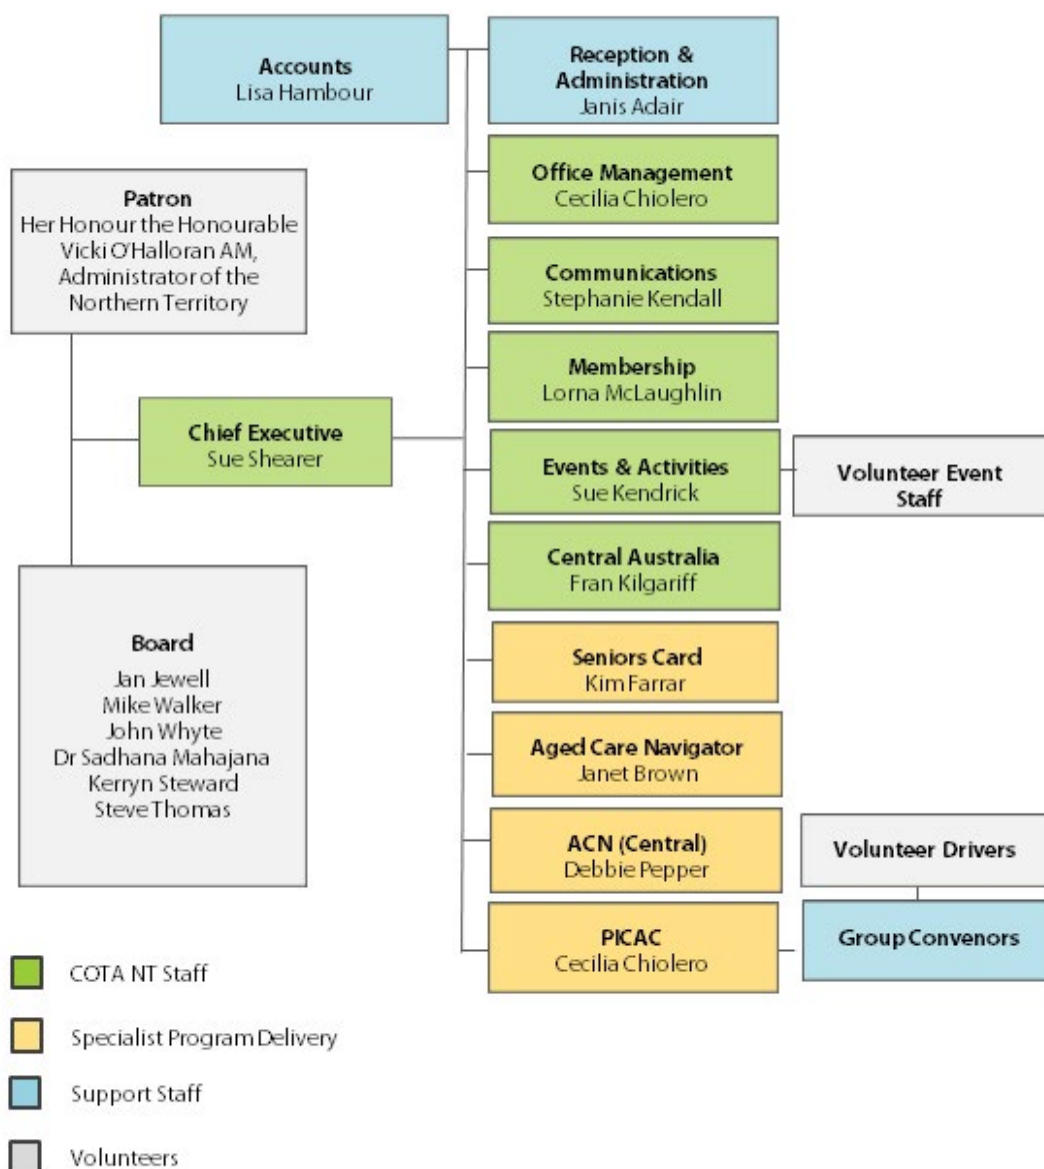 Accounts
Lisa Hambour
Reception &
Administration
Janis Adair
Office Management
Cecilia Chiolero
Patron
Her Honour the Honourable
Vicki O'Halloran AM,
Administrator of the
Northern Territory
Communications
Stephanie Kendall
Membership
Lorna McLaughlin
Chief Executive
Sue Shearer
Events & Activities
Sue Kendrick
Volunteer Event
Staff
Central Australia
Fran Kilgariff
Board
Jan Jewell
Mike Walker
John Whyte
Dr Sadhana Mahajana
Kerryn Steward
Steve Thomas
Seniors Card
Kim Farrar
Aged Care Navigator
Janet Brown
ACN (Central)
Debbie Pepper
Volunteer Drivers
PICAC
Cecilia Chiolero
Group Convenors
COTA NT Staff
Specialist Program Delivery
Support Staff
Volunteers